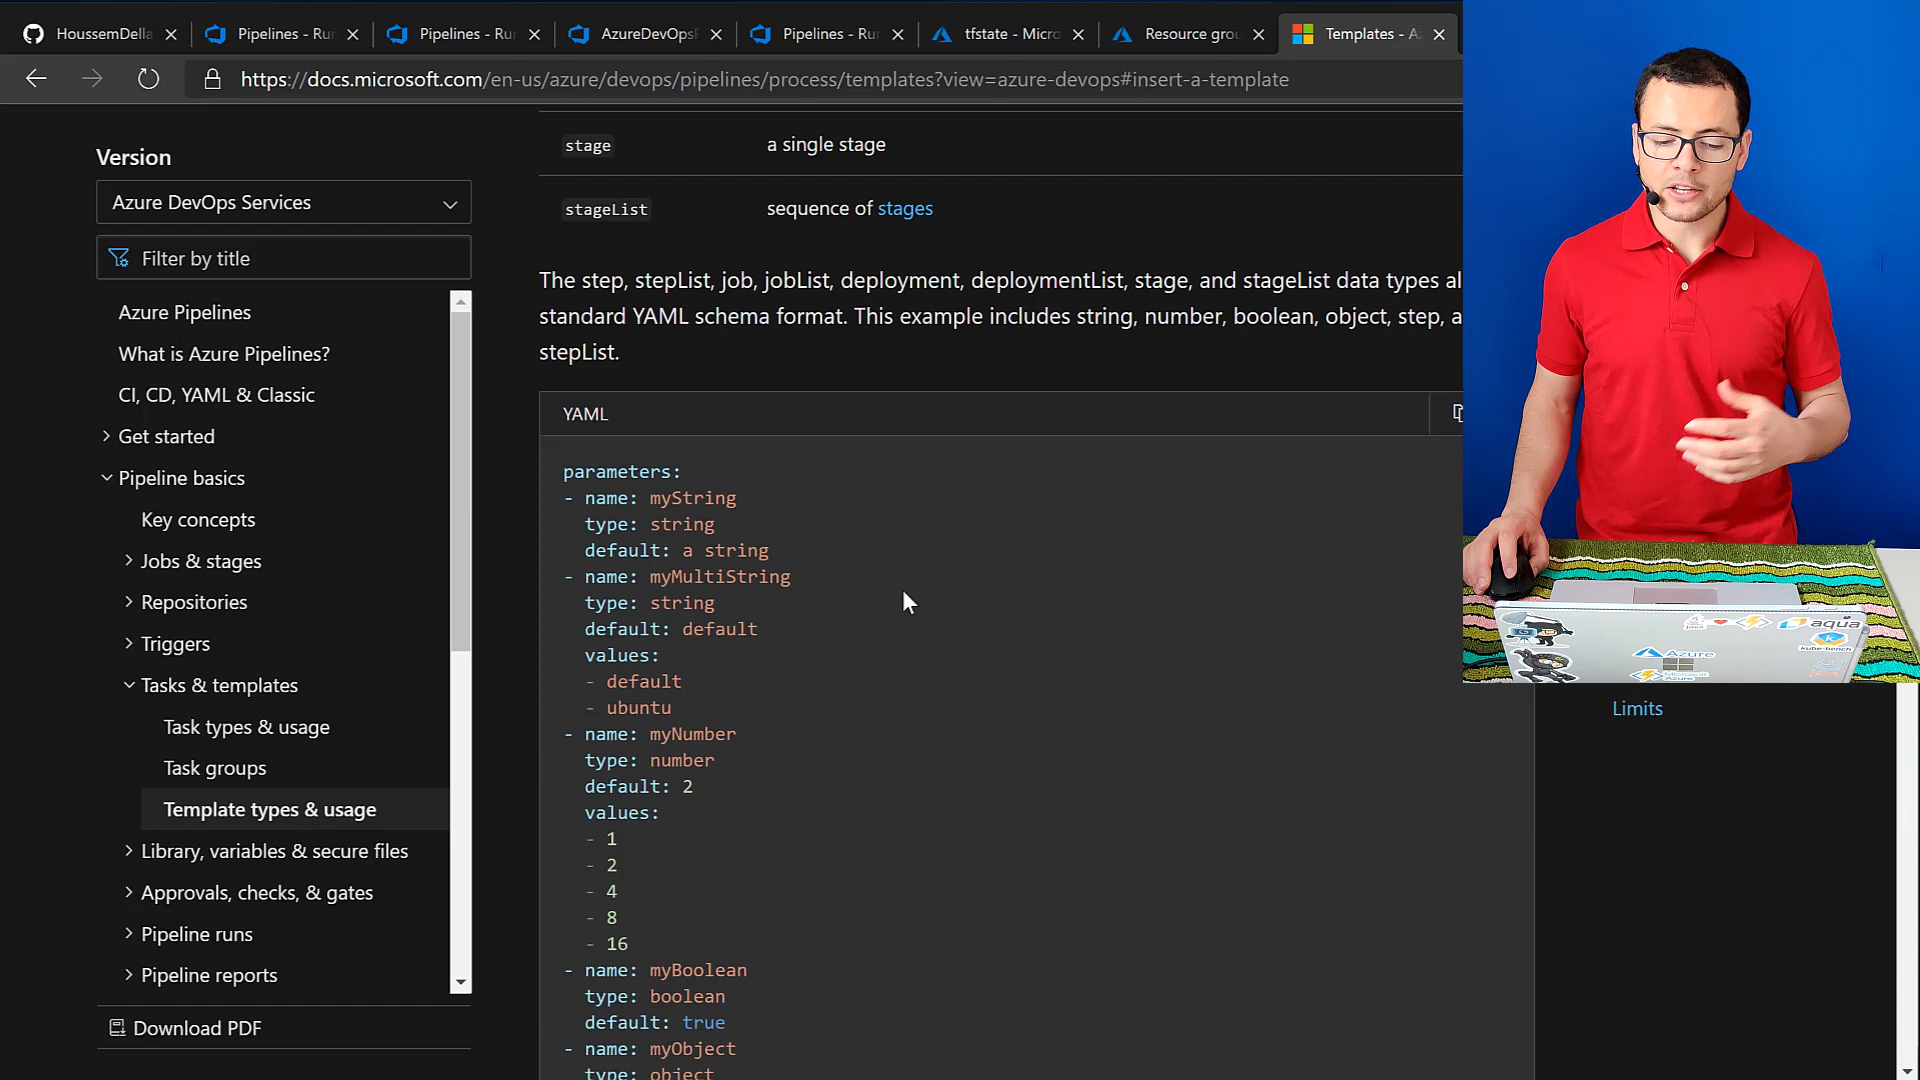 HoussemDella
Pipelines - Rur
Pipelines - Ru
AzureDevOps
Pipelines - Ru
tfstate - Micro
Resource grou
Templates - A
https://docs.microsoft.com/en-us/azure/devops/pipelines/process/templates?view=azure-devops#insert-a-template
Version
Azure DevOps Services
Filter by title
Azure Pipelines
What is Azure Pipelines?
CI, CD, YAML & Classic
Get started
Pipeline basics
Key concepts
Jobs & stages
Repositories
Triggers
Tasks & templates
Task types & usage
Task groups
Template types & usage
Library, variables & secure files
Approvals, checks, & gates
Pipeline runs
Pipeline reports
Download PDF
stage a single stage
stageList sequence of stages
The step, stepList, job, jobList, deployment, deploymentList, stage, and stageList data types al
standard YAML schema format. This example includes string, number, boolean, object, step, a
stepList.
YAML
parameters:
- name: myString
type: string
default: a string
- name: myMultiString
type: string
default: default
values:
- default
- ubuntu
- name: myNumber
type: number
default: 2
values:
- 1
- 2
- 4
- 8
- 16
- name: myBoolean
type: boolean
default: true
- name: myObject
type: object
Limits
aqua
kube-bench
Azure